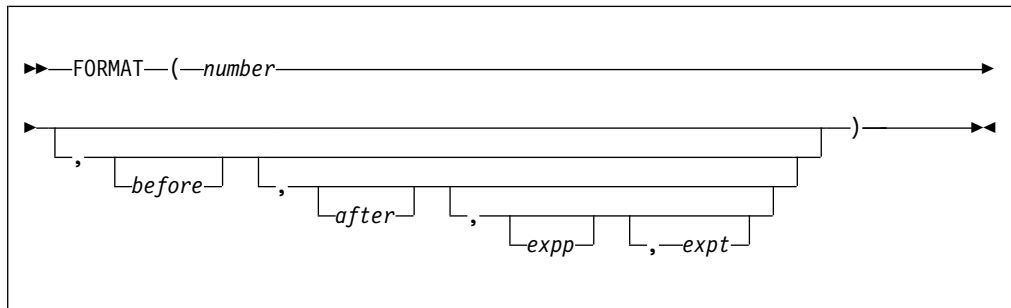 FORMAT ( number
, before , after , expp , expt )